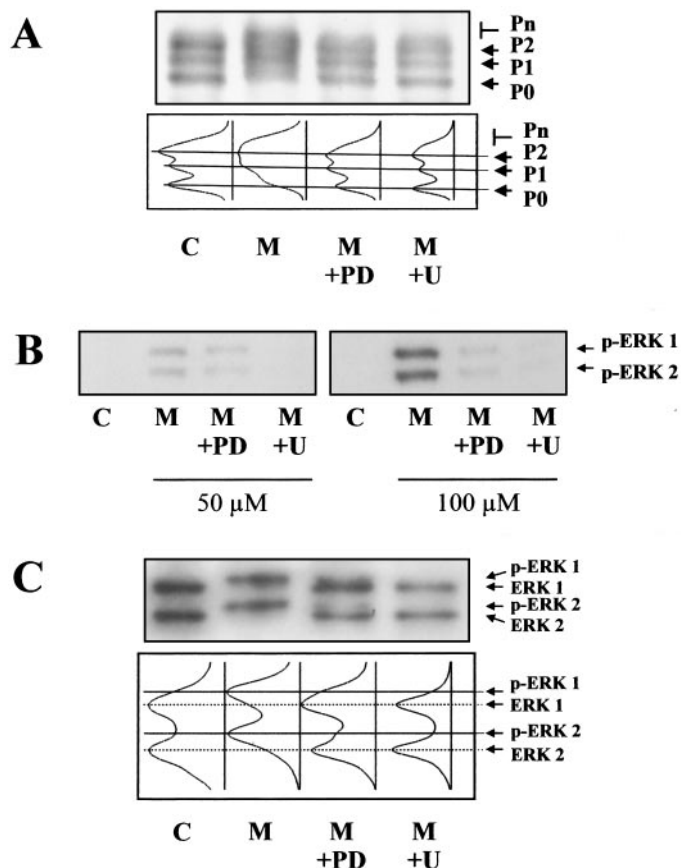 A
Pn
P2
P1
P0
Pn
P2
P1
P0
C M M M
+PD +U
B
p-ERK 1
p-ERK 2
C M M M C M M M
+PD +U +PD +U
50 µM 100 µM
C
p-ERK 1
ERK 1
p-ERK 2
ERK 2
p-ERK 1
ERK 1
p-ERK 2
ERK 2
C M M M
+PD +U